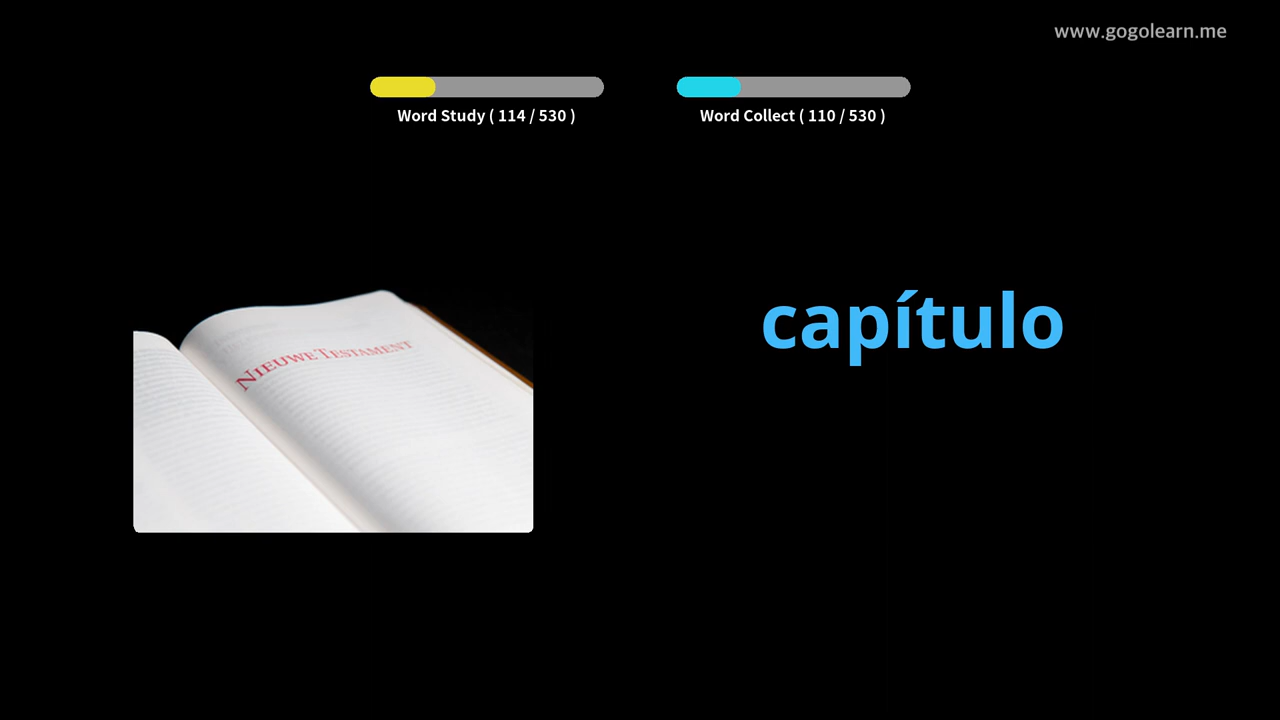 www.gogolearn.me
Word Study ( 114 / 530 )
Word Collect ( 110 / 530 )
capítulo
NIEUWE TESTAMENT